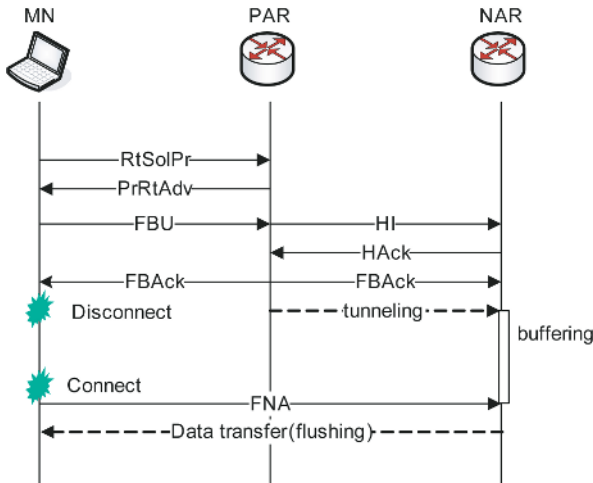 MN PAR NAR
RtSolPr
PrRtAdv
FBU HI
HAck
FBAck FBAck
Disconnect tunneling
buffering
Connect
FNA
Data transfer(flushing)